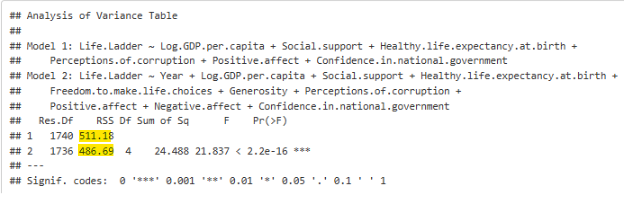 ## Analysis of Variance Table
##
## Model 1: Life.Ladder ~ Log.GDP.per.capita + Social.support + Healthy.life.expectancy.at.birth +
##     Perceptions.of.corruption + Positive.affect + Confidence.in.national.government
## Model 2: Life.Ladder ~ Year + Log.GDP.per.capita + Social.support + Healthy.life.expectancy.at.birth +
##     Freedom.to.make.life.choices + Generosity + Perceptions.of.corruption +
##     Positive.affect + Negative.affect + Confidence.in.national.government
##   Res.Df    RSS Df Sum of Sq      F    Pr(>F)
## 1   1740 511.18
## 2   1736 486.69  4    24.488 21.837 < 2.2e-16 ***
## ---
## Signif. codes:  0 '***' 0.001 '**' 0.01 '*' 0.05 '.' 0.1 ' ' 1